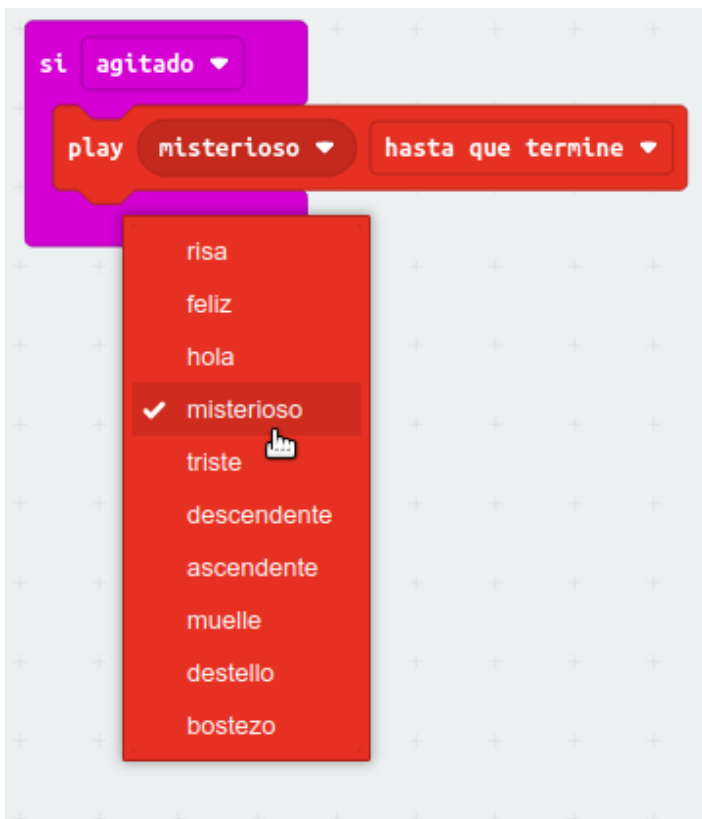 si agitado
play misterioso hasta que termine
risa
feliz
hola
misterioso
triste
descendente
ascendente
muelle
destello
bostezo